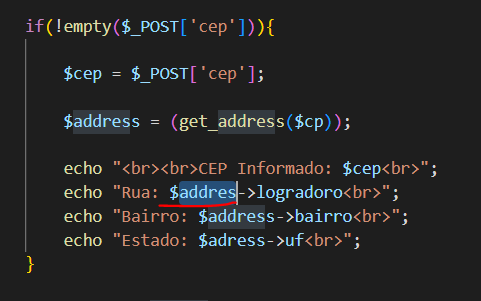 if(!empty($_POST['cep'])){
$cep = $_POST['cep'];
$address = (get_address($cp));
echo "<br><br>CEP Informado: $cep<br>";
echo "Rua: $addres->logradoro<br>";
echo "Bairro: $address->bairro<br>";
echo "Estado: $adress->uf<br>";
}